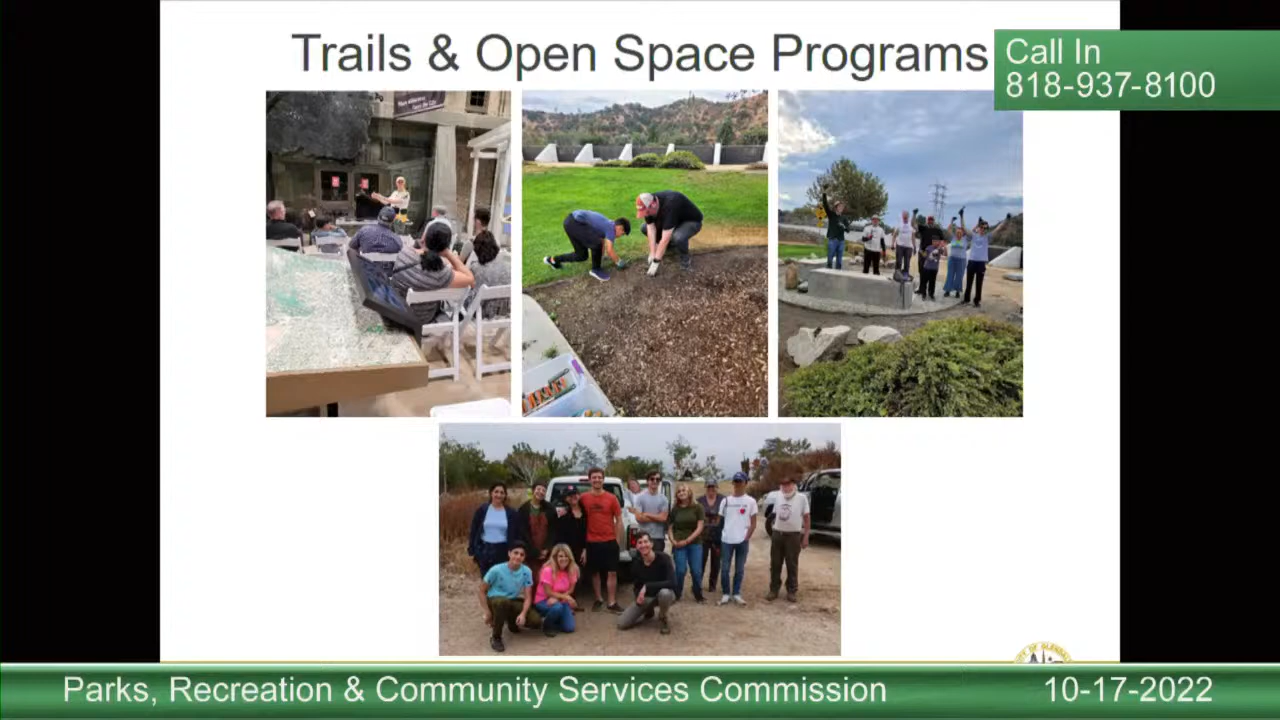 Trails & Open Space Programs
Call In
818-937-8100
Parks, Recreation & Community Services Commission
10-17-2022